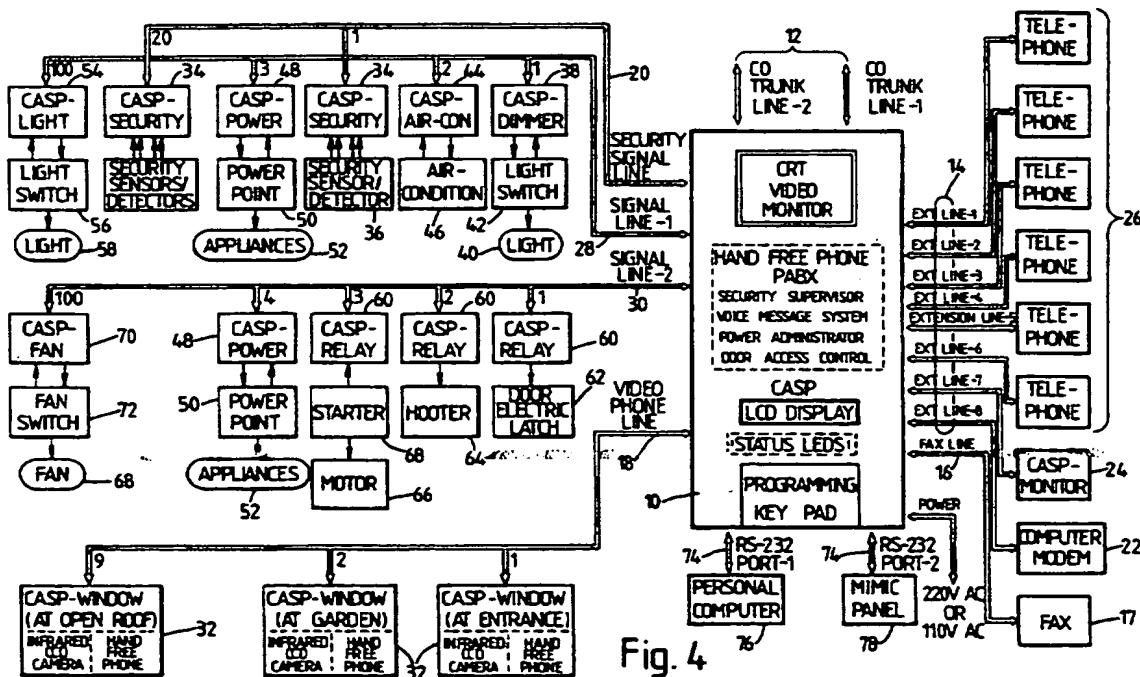 20
1
12
20
TELE-
PHONE
100
54
34
3
48
34
2
44
1
38
CO
TRUNK
LINE-2
CO
TRUNK
LINE-1
CASP-
LIGHT
CASP-
SECURITY
CASP-
POWER
CASP-
SECURITY
CASP-
AIR-CON
CASP-
DIMMER
TELE-
PHONE
SECURITY
SIGNAL
LINE
LIGHT
SWITCH
SECURITY
SENSORS/
DETECTORS
POWER
POINT
SECURITY
SENSOR/
DETECTOR
AIR-
CONDITION
LIGHT
SWITCH
CRT
VIDEO
MONITOR
14
TELE-
PHONE
26
56
50
36
46
42
SIGNAL
LINE-1
EXT LINE-1
LIGHT
58
APPLIANCES
52
40
LIGHT
28
EXT LINE-2
TELE-
PHONE
SIGNAL
LINE-2
HAND FREE PHONE
PABX
SECURITY SUPERVISOR
VOICE MESSAGE SYSTEM
POWER ADMINISTRATOR
DOOR ACCESS CONTROL
EXT LINE-3
EXT LINE-4
EXTENSION LINE-5
30
100
4
3
60
2
60
1
TELE-
PHONE
CASP-
FAN
70
48
CASP-
POWER
CASP-
RELAY
CASP-
RELAY
CASP-
RELAY
60
EXT LINE-6
EXT LINE-7
TELE-
PHONE
FAN
SWITCH
72
50
POWER
POINT
STARTER
HOOTER
DOOR
ELECTRIC
LATCH
62
VIDEO
PHONE
LINE
CASP
LCD DISPLAY
EXT LINE-8
STATUS LEDS
FAX LINE
FAN
68
APPLIANCES
52
68
64
18
16
CASP-
MONITOR
24
MOTOR
66
10
PROGRAMMING
KEY PAD
POWER
COMPUTER
MODEM
22
9
2
1
74
RS-232
PORT-1
74
RS-232
PORT-2
CASP-WINDOW
(AT OPEN ROOF)
INFRARED
CCD
CAMERA
HAND
FREE
PHONE
32
CASP-WINDOW
(AT GARDEN)
INFRARED
CCD
CAMERA
HAND
FREE
PHONE
32
CASP-WINDOW
(AT ENTRANCE)
INFRARED
CCD
CAMERA
HAND
FREE
PHONE
PERSONAL
COMPUTER
76
MIMIC
PANEL
78
220V AC
OR
110V AC
FAX
17
Fig. 4